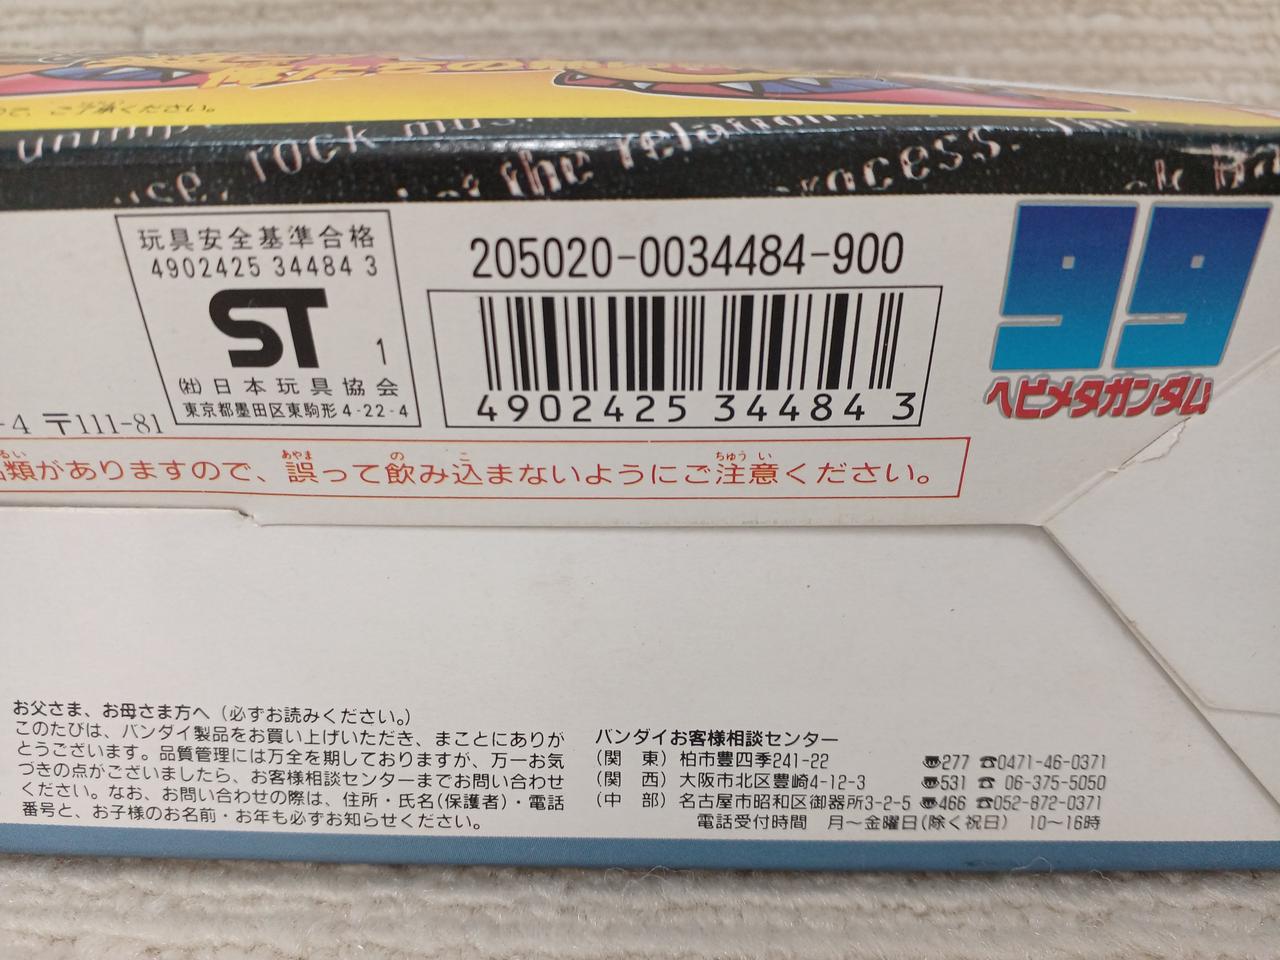 ください。
rock
the relation
rocess.
玩具安全基準合格
4902425 34484 3
ST 1
(社)日本玩具協会
東京都墨田区東駒形4-22-4
205020-0034484-900
4902425 34484 3
99
ヘビメタガンダム
-4 〒111-81
類がありますので、誤って飲み込まないようにご注意ください。
お父さま、お母さま方へ(必ずお読みください。)
このたびは、バンダイ製品をお買い上げいただき、まことにありが
とうございます。品質管理には万全を期しておりますが、万一お気
づきの点がございましたら、お客様相談センターまでお問い合わせ
ください。なお、お問い合わせの際は、住所・氏名(保護者)・電話
番号と、お子様のお名前・お年も必ずお知らせください。
バンダイお客様相談センター
(関 東) 柏市豊四季241-22 〠277 ☎0471-46-0371
(関 西) 大阪市北区豊崎4-12-3 〠531 ☎ 06-375-5050
(中 部) 名古屋市昭和区御器所3-2-5 〠466 ☎052-872-0371
電話受付時間 月〜金曜日(除く祝日) 10〜16時